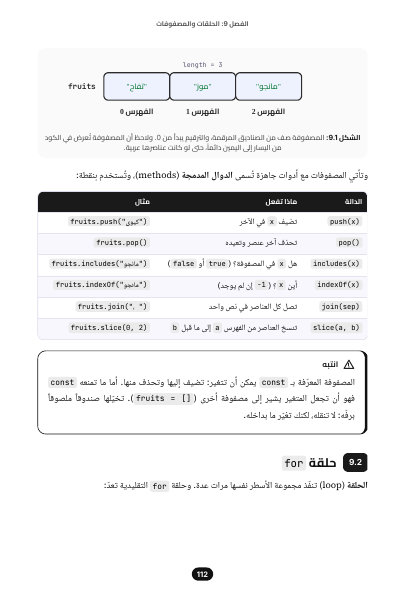 الفصل 9: الحلقات والمصفوفات
length = 3
fruits "تفاح" "موز" "مانجو"
الفهرس 0 الفهرس 1 الفهرس 2
الشكل 9.1: المصفوفة صف من الصناديق المرقمة، والترقيم يبدأ من 0. ولاحظ أن المصفوفة تُعرض في الكود
من اليسار إلى اليمين دائماً، حتى لو كانت عناصرها عربية.
وتأتي المصفوفات مع أدوات جاهزة تُسمى الدوال المدمجة (methods)، وتُستخدم بنقطة:
الدالة ماذا تفعل مثال
push(x) تضيف x في الآخر fruits.push("كيوي")
pop() تحذف آخر عنصر وتعيده fruits.pop()
includes(x) هل x في المصفوفة؟ (true أو false) fruits.includes("مانجو")
indexOf(x) أين x؟ (-1 إن لم يوجد) fruits.indexOf("مانجو")
join(sep) تصل كل العناصر في نص واحد fruits.join("، ")
slice(a, b) تنسخ العناصر من الفهرس a إلى ما قبل b fruits.slice(0, 2)
انتبه
المصفوفة المعرّفة بـ const يمكن أن تتغير: تضيف إليها وتحذف منها. أما ما تمنعه const
فهو أن تجعل المتغير يشير إلى مصفوفة أخرى (fruits = []). تخيّلها صندوقاً ملصوقاً
برفّه: لا تنقله، لكنك تغيّر ما بداخله.
9.2 حلقة for
الحلقة (loop) تنفّذ مجموعة الأسطر نفسها مرات عدة. وحلقة for التقليدية تعدّ:
112